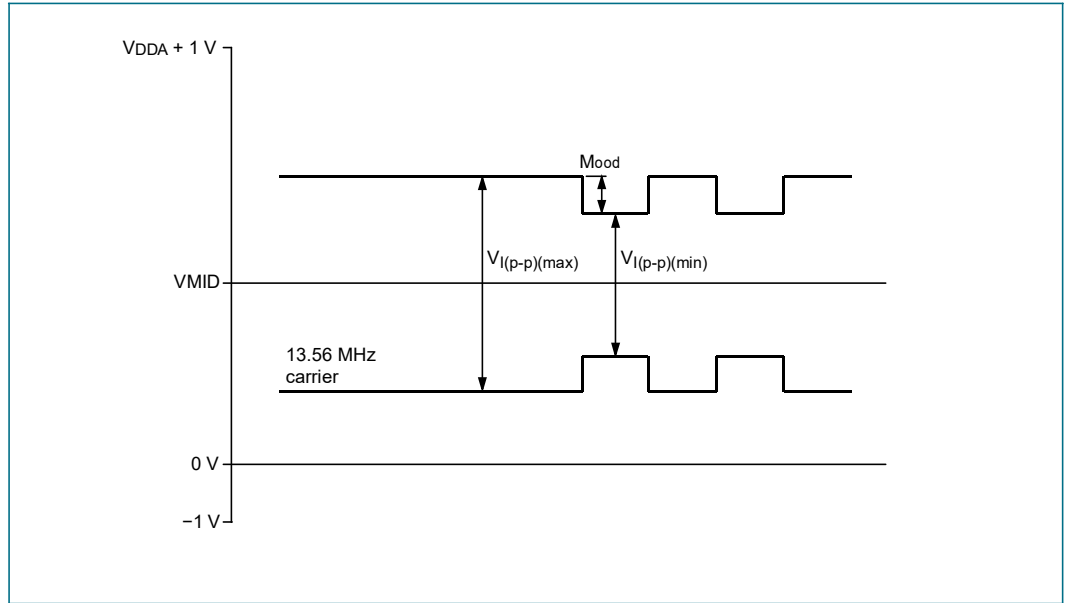 VDDA + 1 V
Mood
VI(p-p)(max)
VI(p-p)(min)
VMID
13.56 MHz
carrier
0 V
−1 V